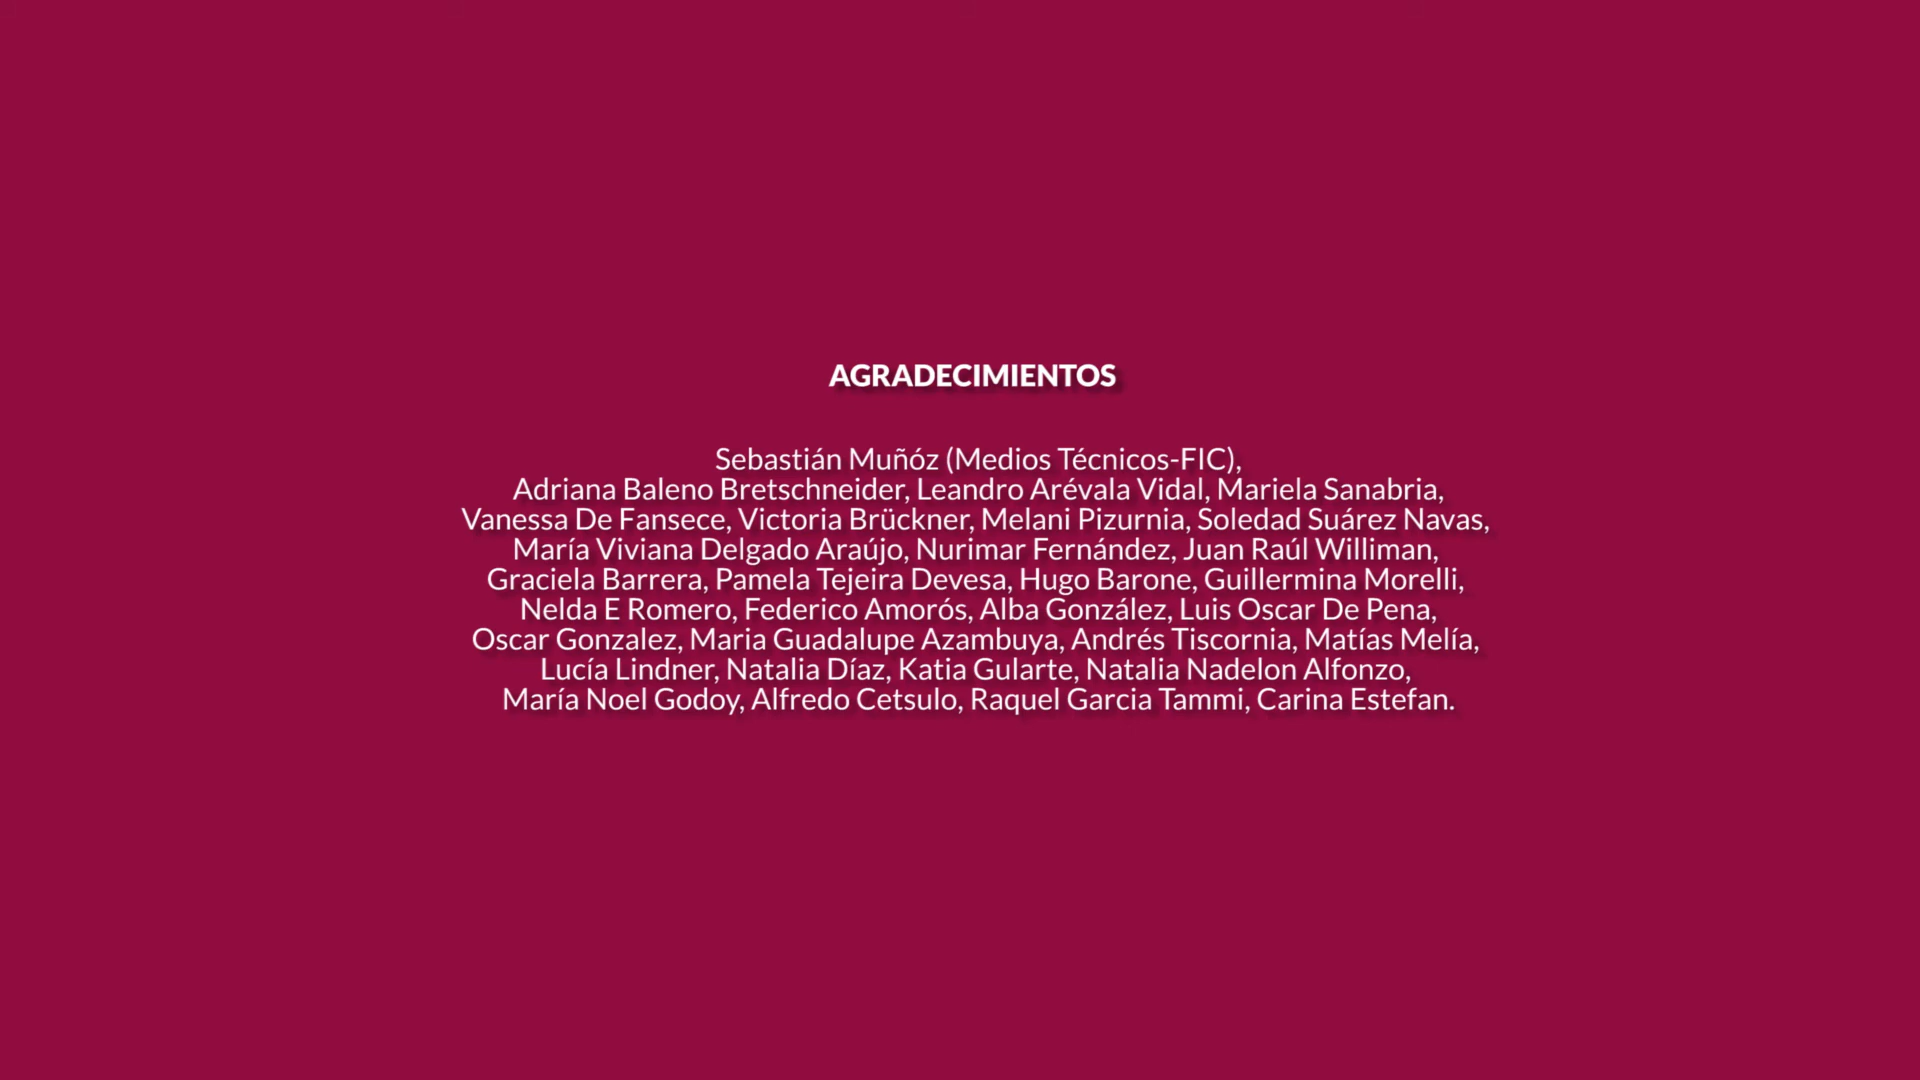 AGRADECIMIENTOS
Sebastián Muñóz (Medios Técnicos-FIC),
Adriana Baleno Bretschneider, Leandro Arévala Vidal, Mariela Sanabria,
Vanessa De Fansece, Victoria Brückner, Melani Pizurnia, Soledad Suárez Navas,
María Viviana Delgado Araújo, Nurimar Fernández, Juan Raúl Williman,
Graciela Barrera, Pamela Tejeira Devesa, Hugo Barone, Guillermina Morelli,
Nelda E Romero, Federico Amorós, Alba González, Luis Oscar De Pena,
Oscar Gonzalez, Maria Guadalupe Azambuya, Andrés Tiscornia, Matías Melía,
Lucía Lindner, Natalia Díaz, Katia Gularte, Natalia Nadelon Alfonzo,
María Noel Godoy, Alfredo Cetsulo, Raquel Garcia Tammi, Carina Estefan.